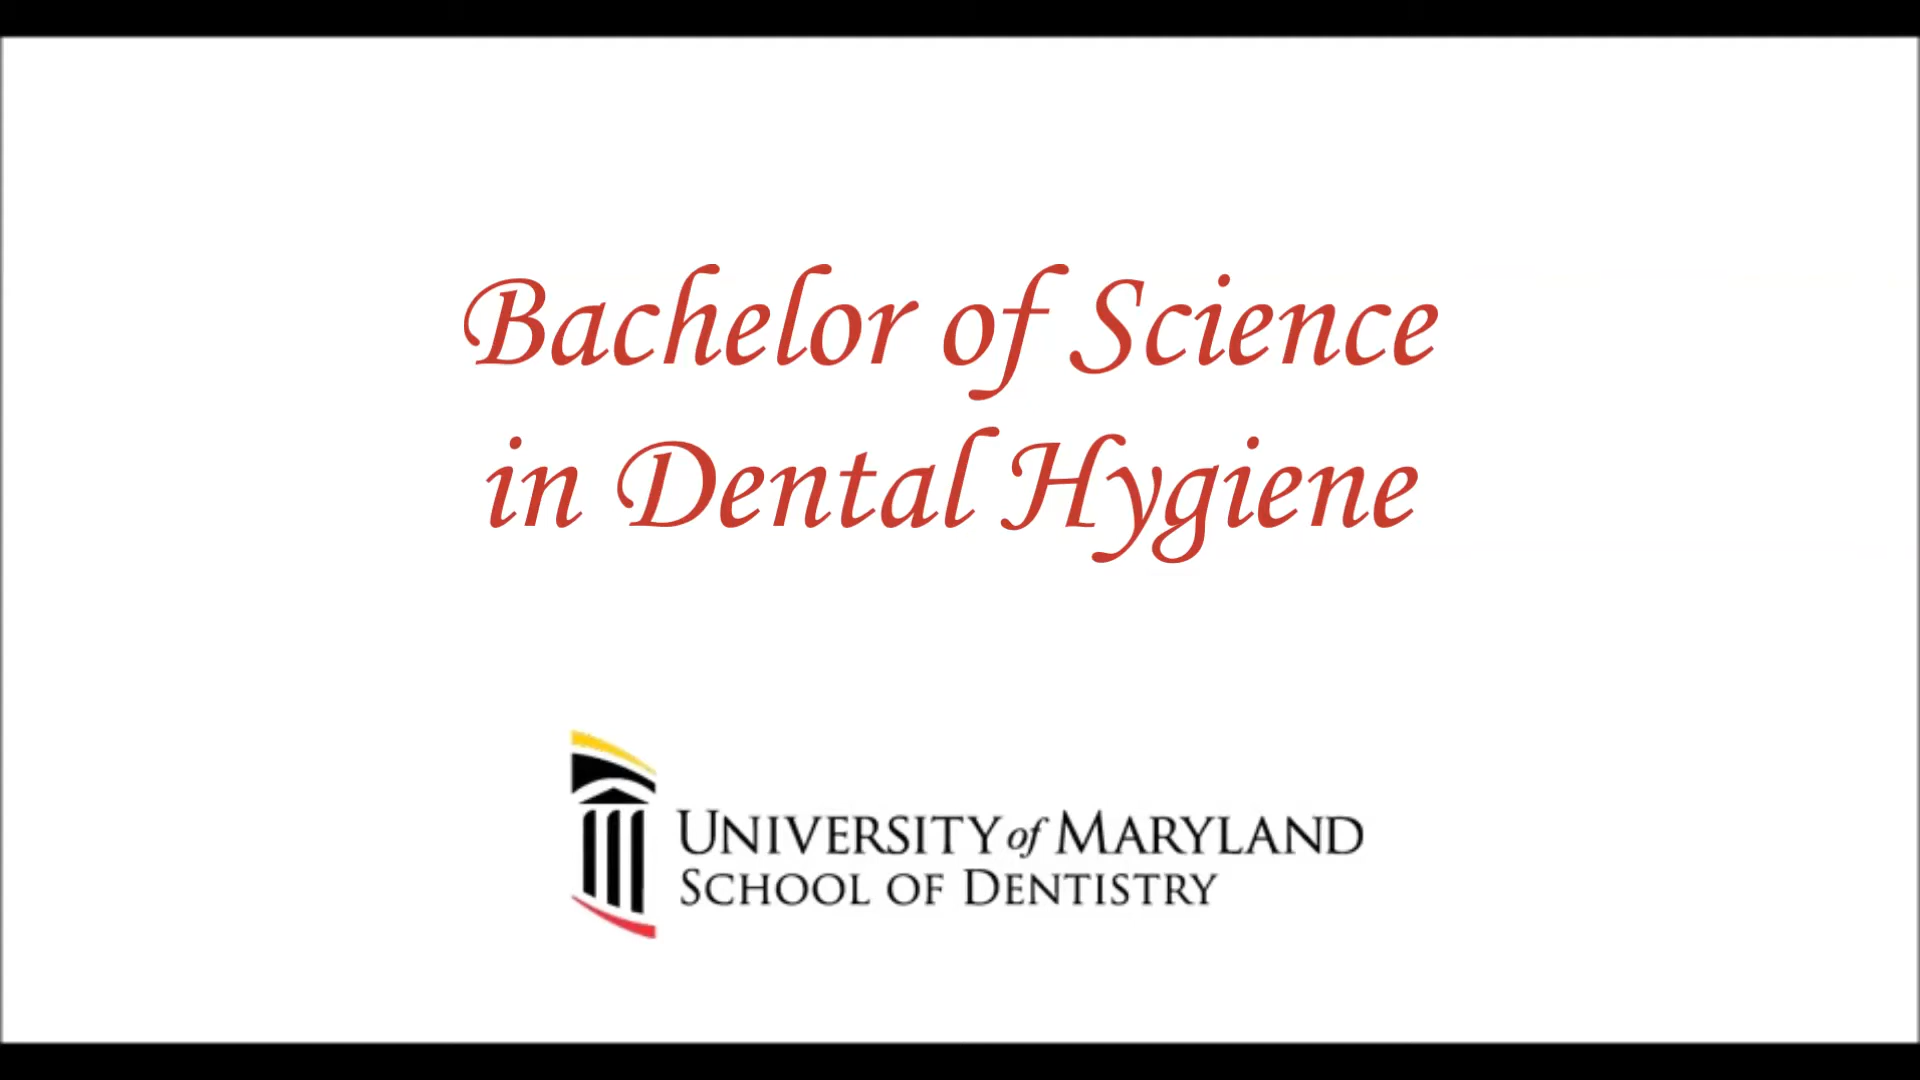 Bachelor of Science
in Dental Hygiene
UNIVERSITY of MARYLAND
SCHOOL OF DENTISTRY